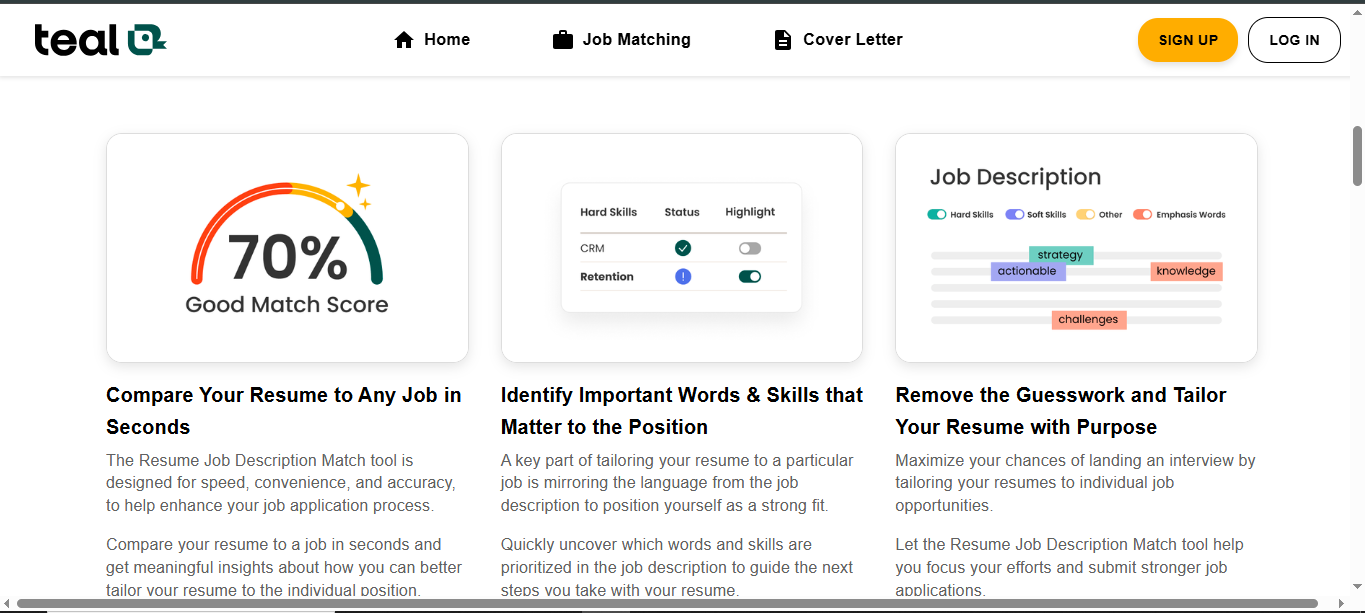 teal
Home
Job Matching
Cover Letter
SIGN UP
LOG IN
70%
Good Match Score
Hard Skills Status Highlight
CRM
Retention
Job Description
Hard Skills Soft Skills Other Emphasis Words
strategy
actionable knowledge
challenges
Compare Your Resume to Any Job in
Seconds
The Resume Job Description Match tool is
designed for speed, convenience, and accuracy,
to help enhance your job application process.
Compare your resume to a job in seconds and
get meaningful insights about how you can better
tailor your resume to the individual position.
Identify Important Words & Skills that
Matter to the Position
A key part of tailoring your resume to a particular
job is mirroring the language from the job
description to position yourself as a strong fit.
Quickly uncover which words and skills are
prioritized in the job description to guide the next
steps you take with your resume.
Remove the Guesswork and Tailor
Your Resume with Purpose
Maximize your chances of landing an interview by
tailoring your resumes to individual job
opportunities.
Let the Resume Job Description Match tool help
you focus your efforts and submit stronger job
applications.